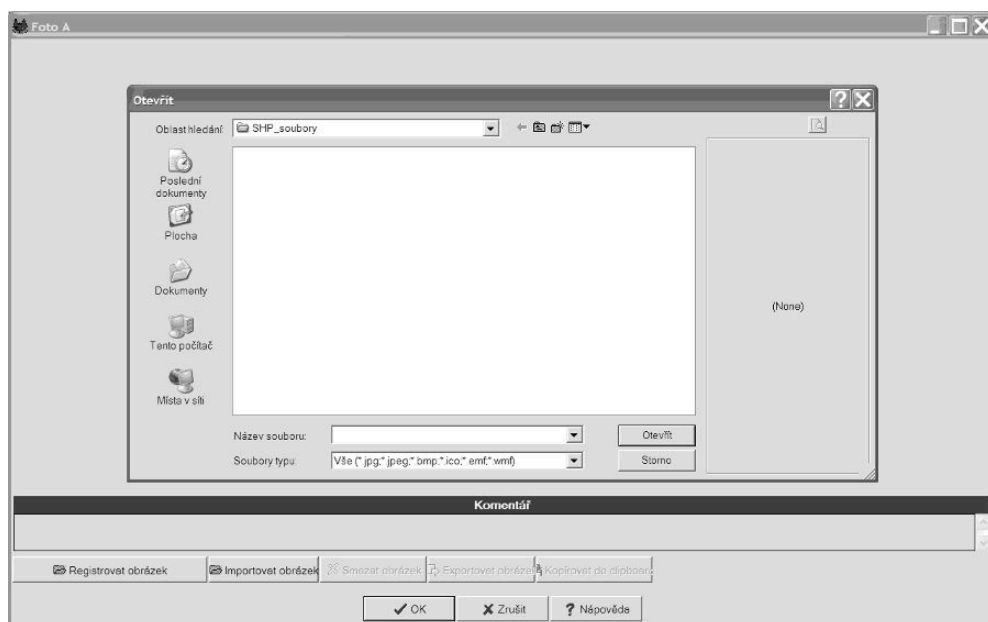 Foto A
Otevřít
Oblast hledání:
SHP_soubory
Poslední
dokumenty
Plocha
Dokumenty
Tento počítač
Místa v síti
(None)
Název souboru:
Otevřít
Soubory typu:
Vše (*.jpg;*.jpeg;*.bmp;*.ico;*.emf;*.wmf)
Storno
Komentář
Registrovat obrázek
Importovat obrázek
Smazat obrázek
Exportovat obrázek
Kopírovat do clipboard
OK
Zrušit
Nápověda